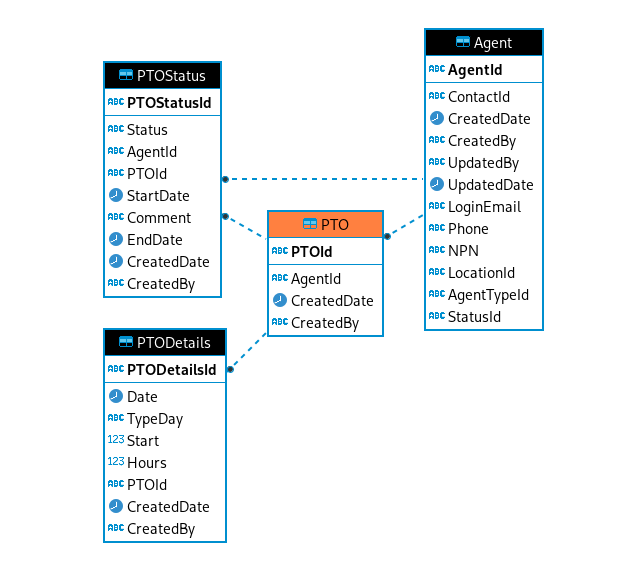 PTOStatus
ABC PTOStatusId
ABC Status
ABC AgentId
ABC PTOId
StartDate
ABC Comment
EndDate
CreatedDate
ABC CreatedBy
Agent
ABC AgentId
ABC ContactId
CreatedDate
ABC CreatedBy
ABC UpdatedBy
UpdatedDate
ABC LoginEmail
ABC Phone
ABC NPN
ABC LocationId
ABC AgentTypeId
ABC StatusId
PTO
ABC PTOId
ABC AgentId
CreatedDate
ABC CreatedBy
PTODetails
ABC PTODetailsId
Date
ABC TypeDay
123 Start
123 Hours
ABC PTOId
CreatedDate
ABC CreatedBy